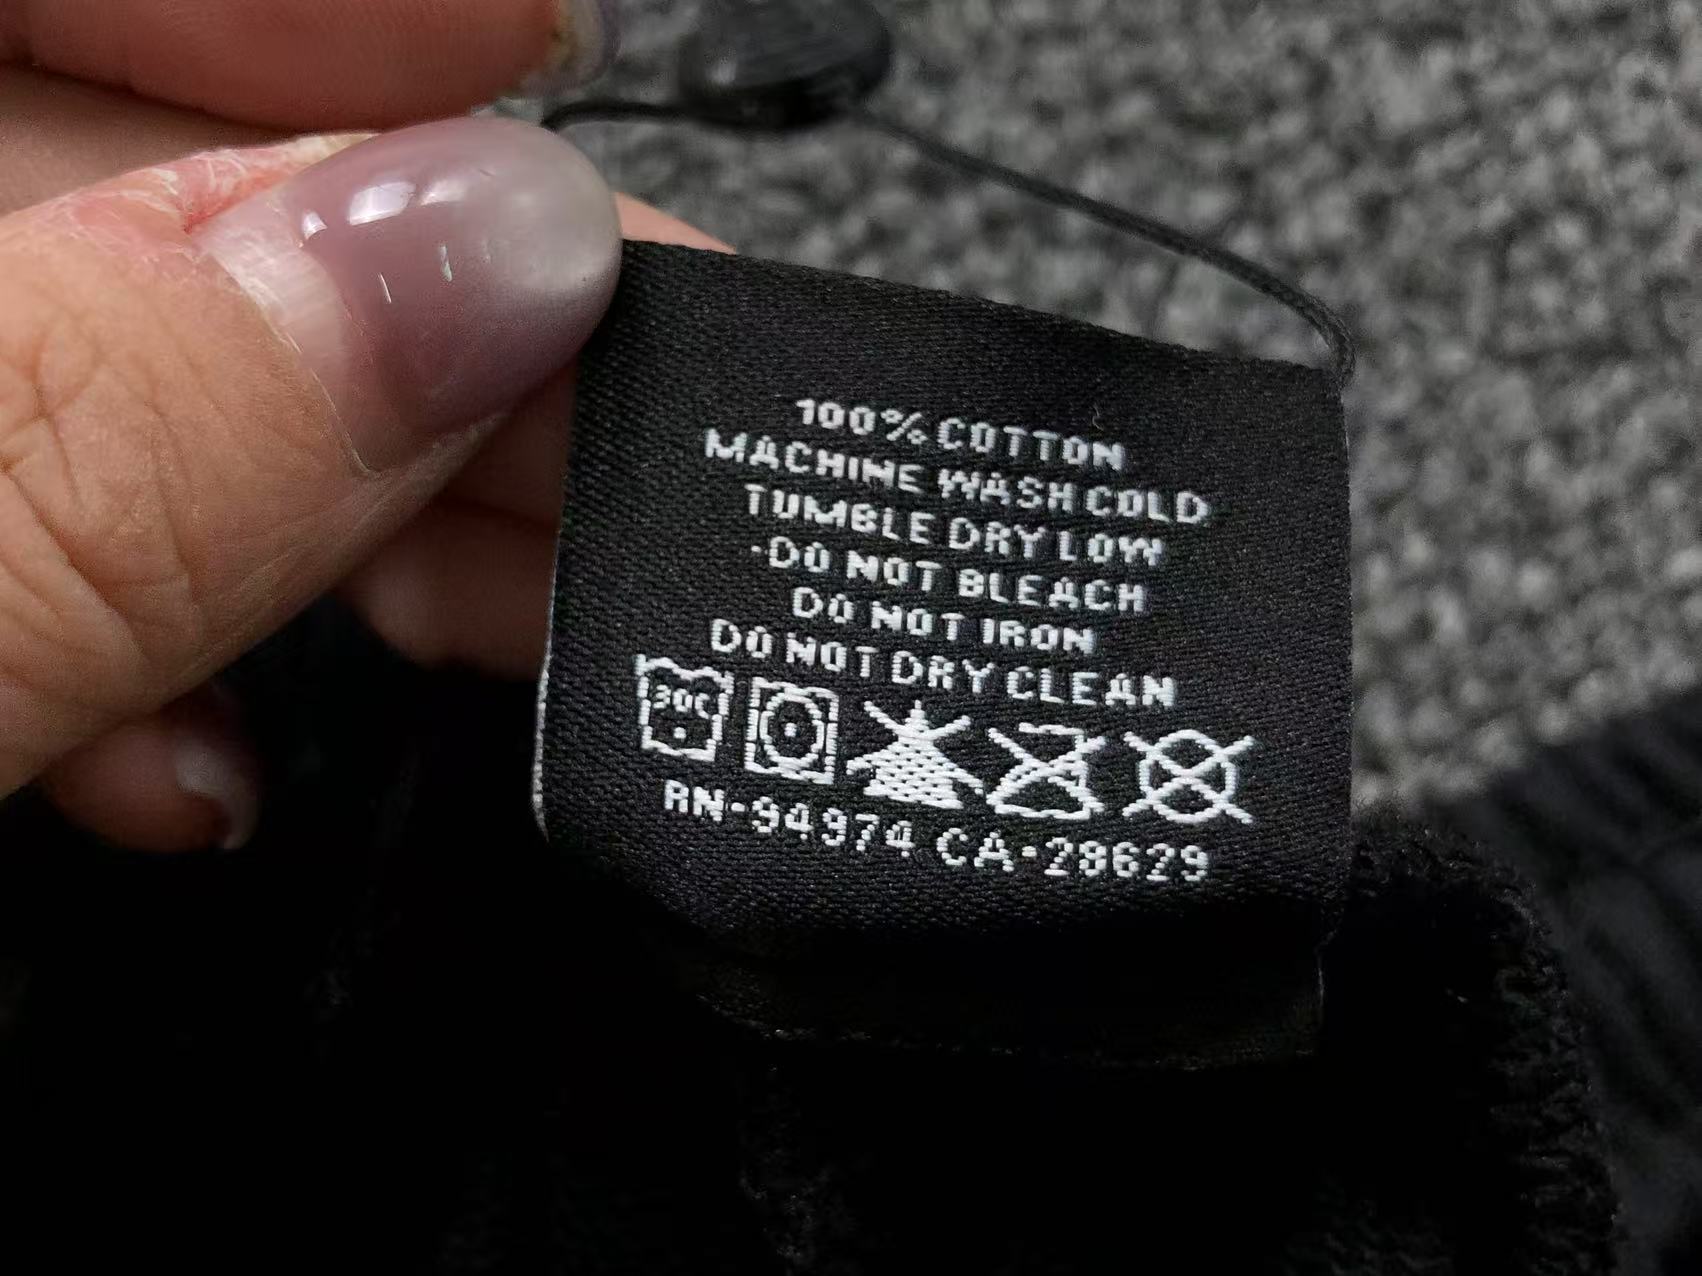 100% COTTON
MACHINE WASH COLD
TUMBLE DRY LOW
·DO NOT BLEACH
DO NOT IRON
DO NOT DRY CLEAN
30C
RN-94974 CA-28629